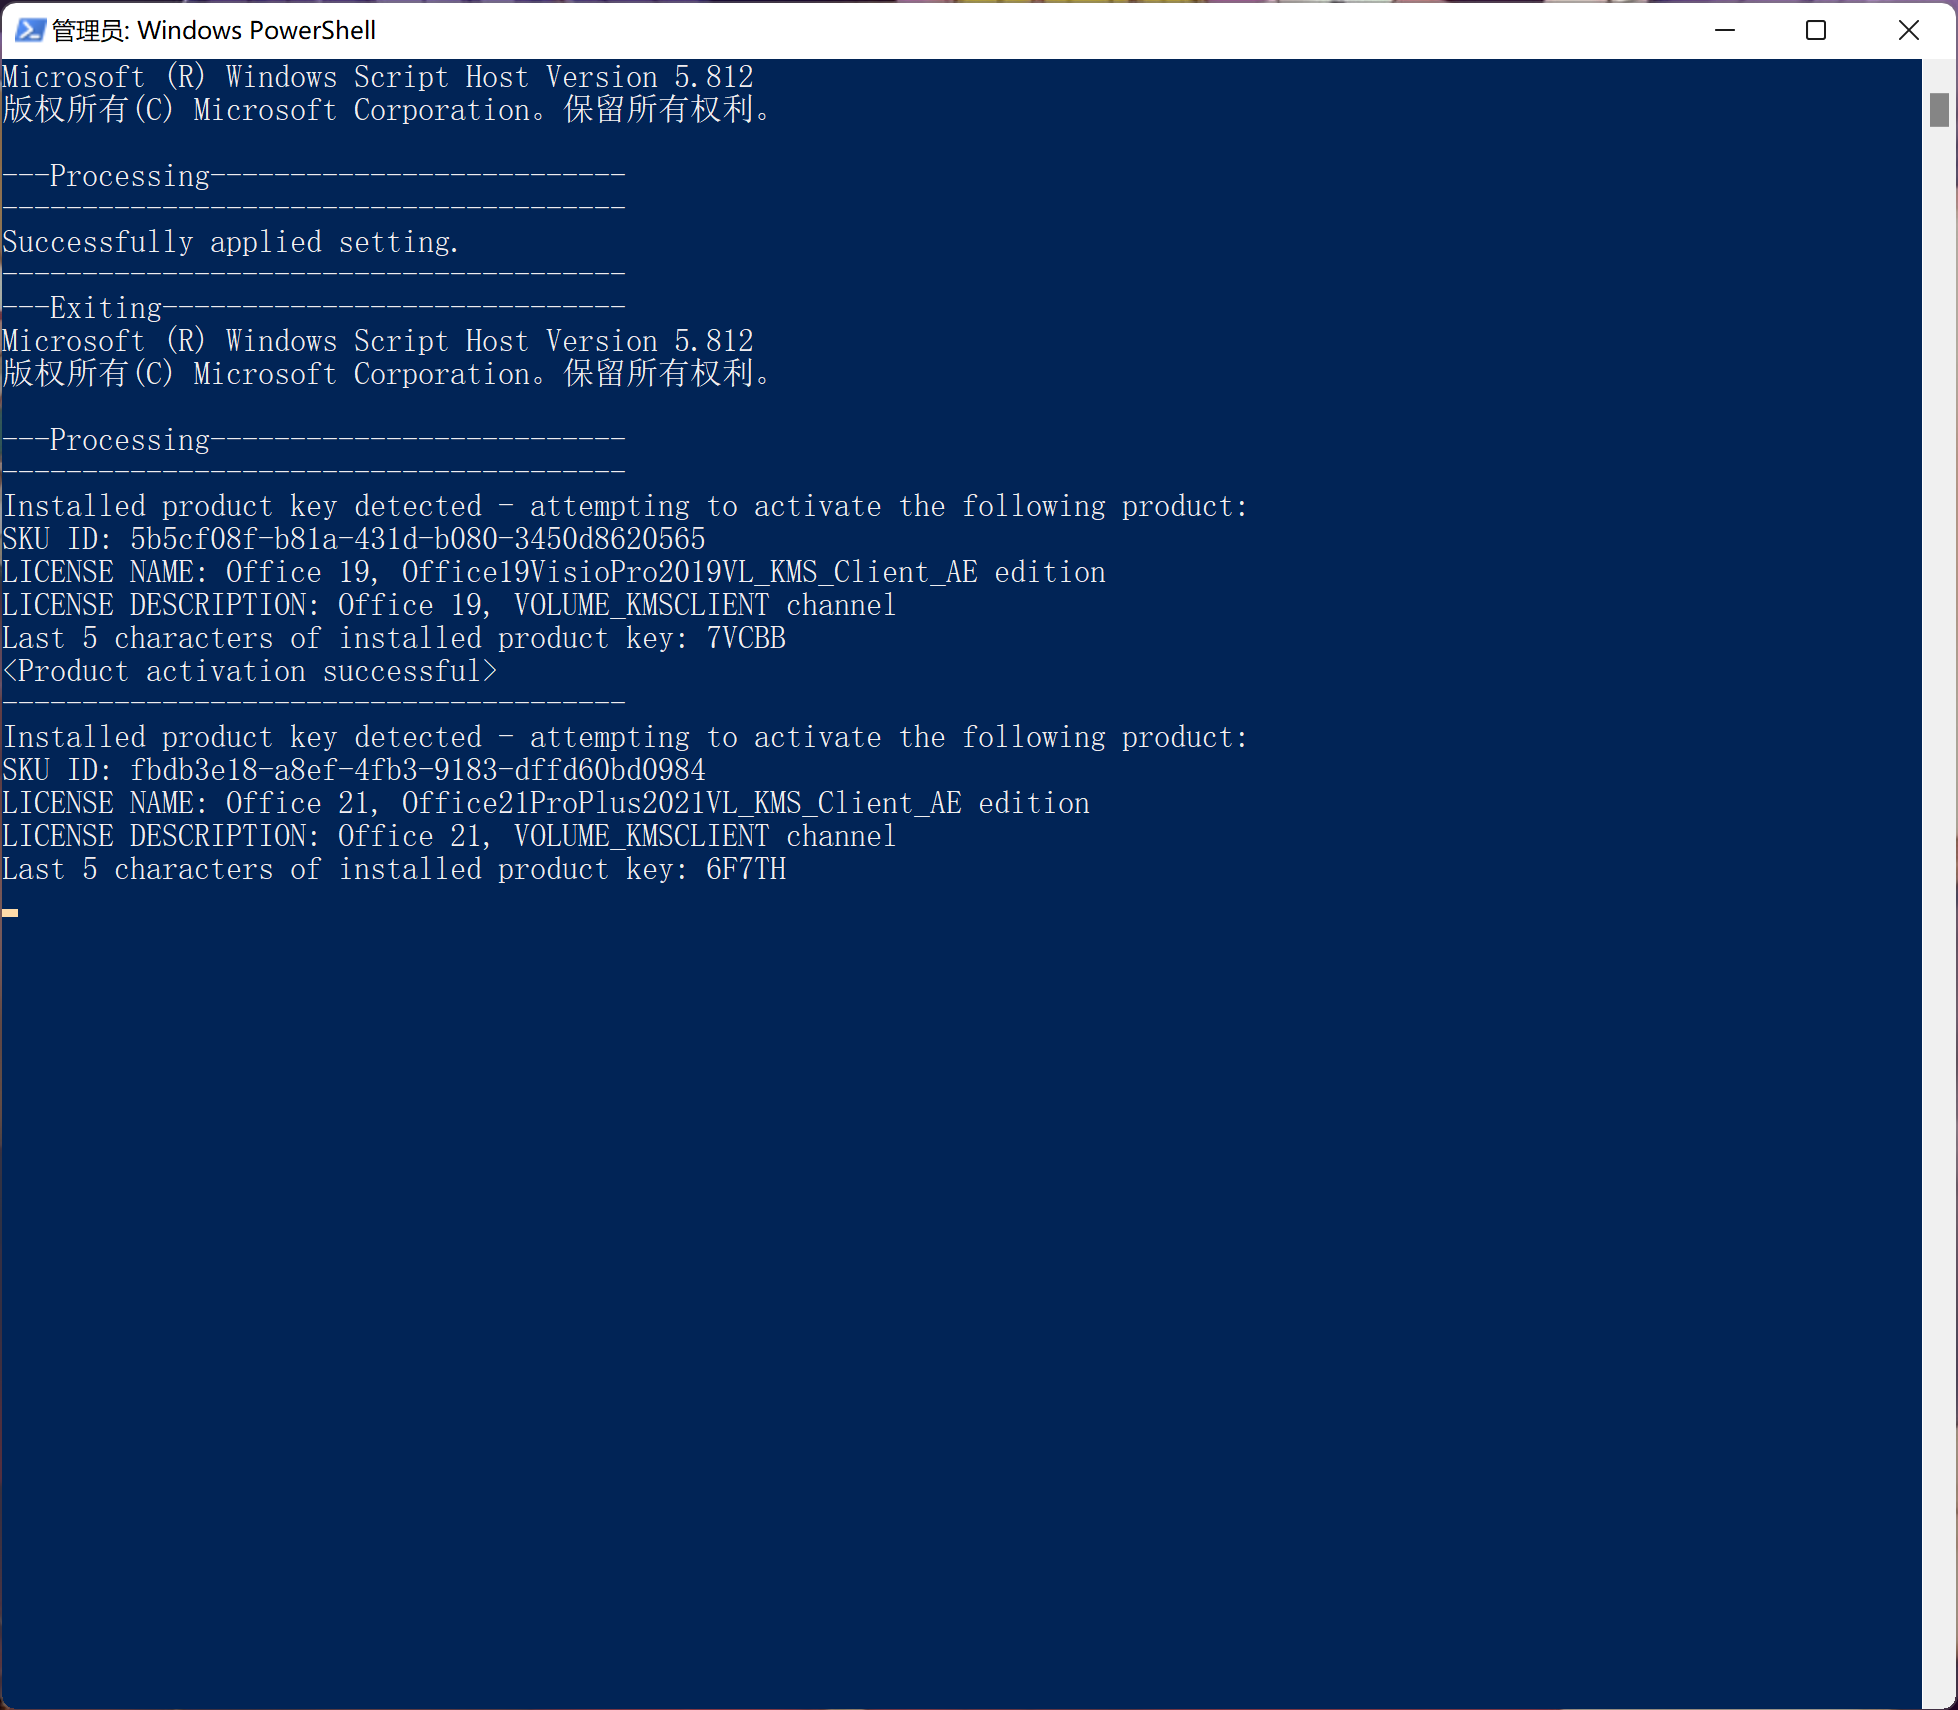 管理员: Windows PowerShell
Microsoft (R) Windows Script Host Version 5.812
版权所有(C) Microsoft Corporation。保留所有权利。
---Processing--------------------------
---------------------------------------
Successfully applied setting.
---------------------------------------
---Exiting-----------------------------
Microsoft (R) Windows Script Host Version 5.812
版权所有(C) Microsoft Corporation。保留所有权利。
---Processing--------------------------
---------------------------------------
Installed product key detected - attempting to activate the following product:
SKU ID: 5b5cf08f-b81a-431d-b080-3450d8620565
LICENSE NAME: Office 19, Office19VisioPro2019VL_KMS_Client_AE edition
LICENSE DESCRIPTION: Office 19, VOLUME_KMSCLIENT channel
Last 5 characters of installed product key: 7VCBB
<Product activation successful>
---------------------------------------
Installed product key detected - attempting to activate the following product:
SKU ID: fbdb3e18-a8ef-4fb3-9183-dffd60bd0984
LICENSE NAME: Office 21, Office21ProPlus2021VL_KMS_Client_AE edition
LICENSE DESCRIPTION: Office 21, VOLUME_KMSCLIENT channel
Last 5 characters of installed product key: 6F7TH